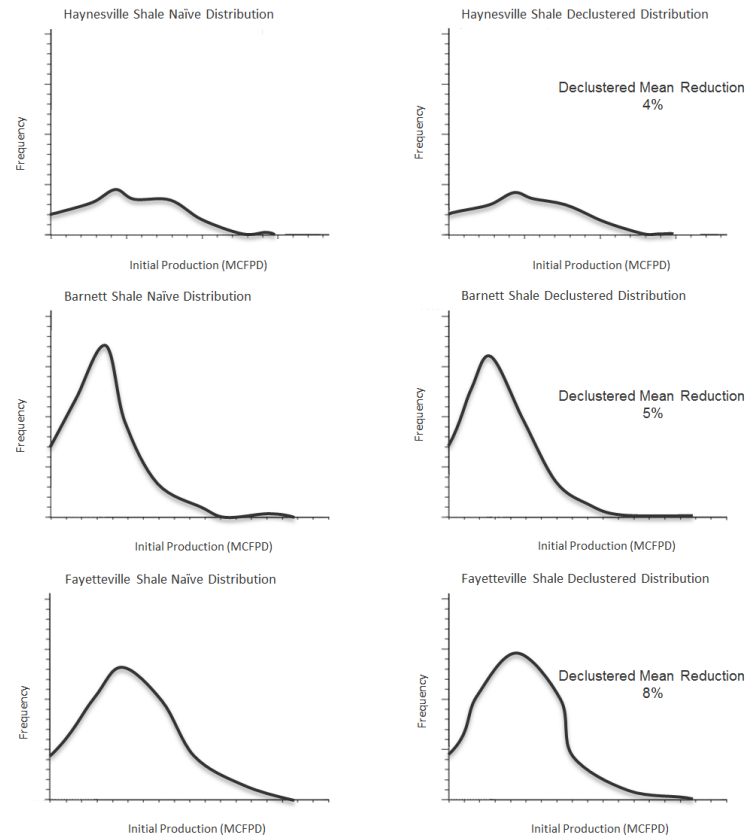 Haynesville Shale Naïve Distribution
Haynesville Shale Declustered Distribution
Declustered Mean Reduction
4%
Frequency
Frequency
Initial Production (MCFPD)
Initial Production (MCFPD)
Barnett Shale Naïve Distribution
Barnett Shale Declustered Distribution
Declustered Mean Reduction
5%
Frequency
Frequency
Initial Production (MCFPD)
Initial Production (MCFPD)
Fayetteville Shale Naïve Distribution
Fayetteville Shale Declustered Distribution
Declustered Mean Reduction
8%
Frequency
Frequency
Initial Production (MCFPD)
Initial Production (MCFPD)